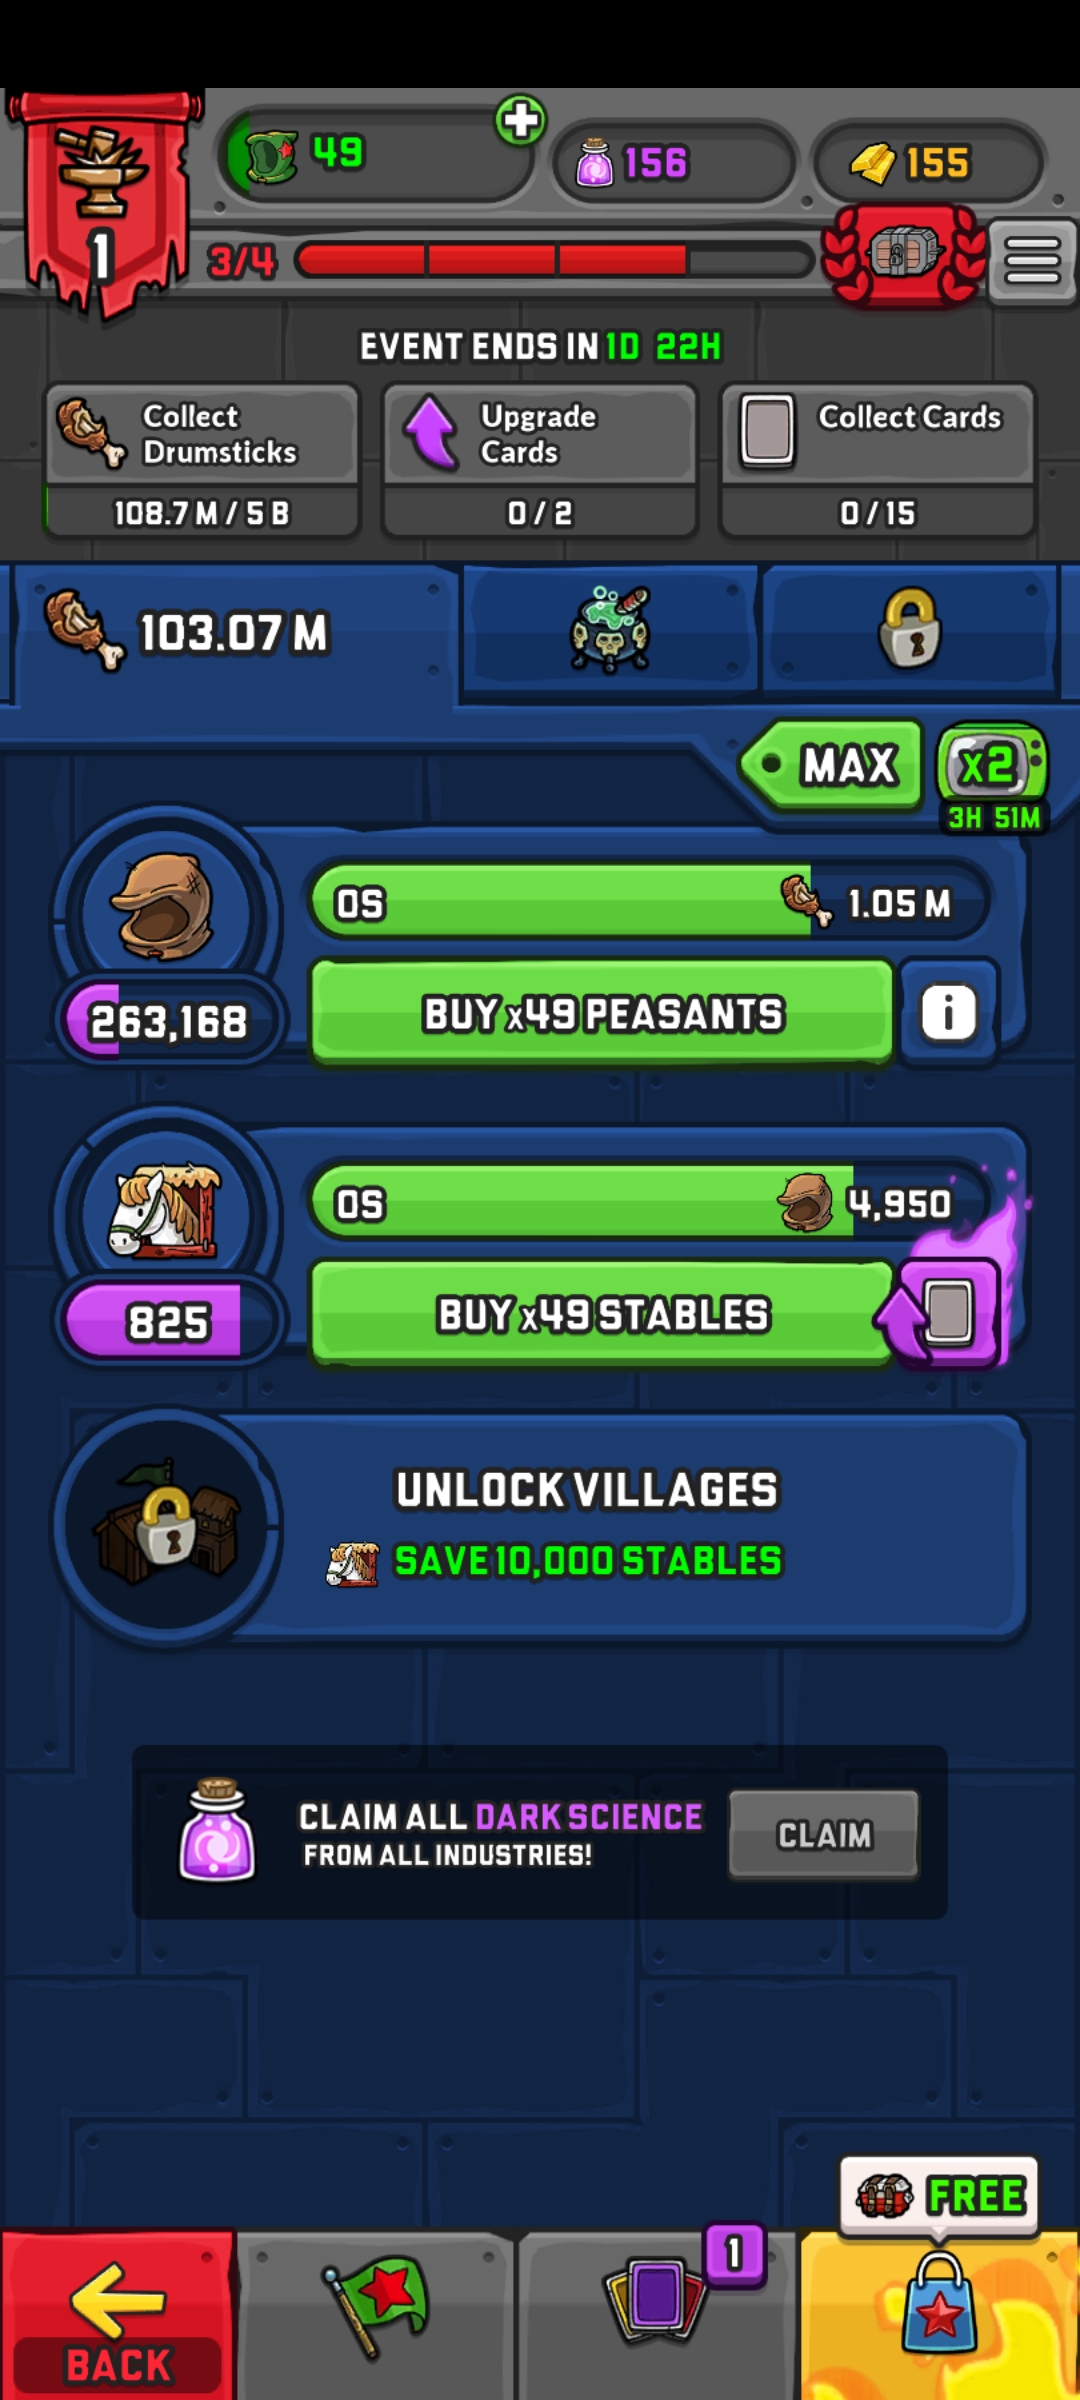 49
156
155
1
3/4
EVENT ENDS IN 1D 22H
Collect
Drumsticks
108.7 M / 5 B
Upgrade
Cards
0 / 2
Collect Cards
0 / 15
103.07 M
MAX
x2
3H 51M
0S
1.05 M
263,168
BUY x49 PEASANTS
i
0S
4,950
825
BUY x49 STABLES
UNLOCK VILLAGES
SAVE 10,000 STABLES
CLAIM ALL DARK SCIENCE
FROM ALL INDUSTRIES!
CLAIM
FREE
1
BACK